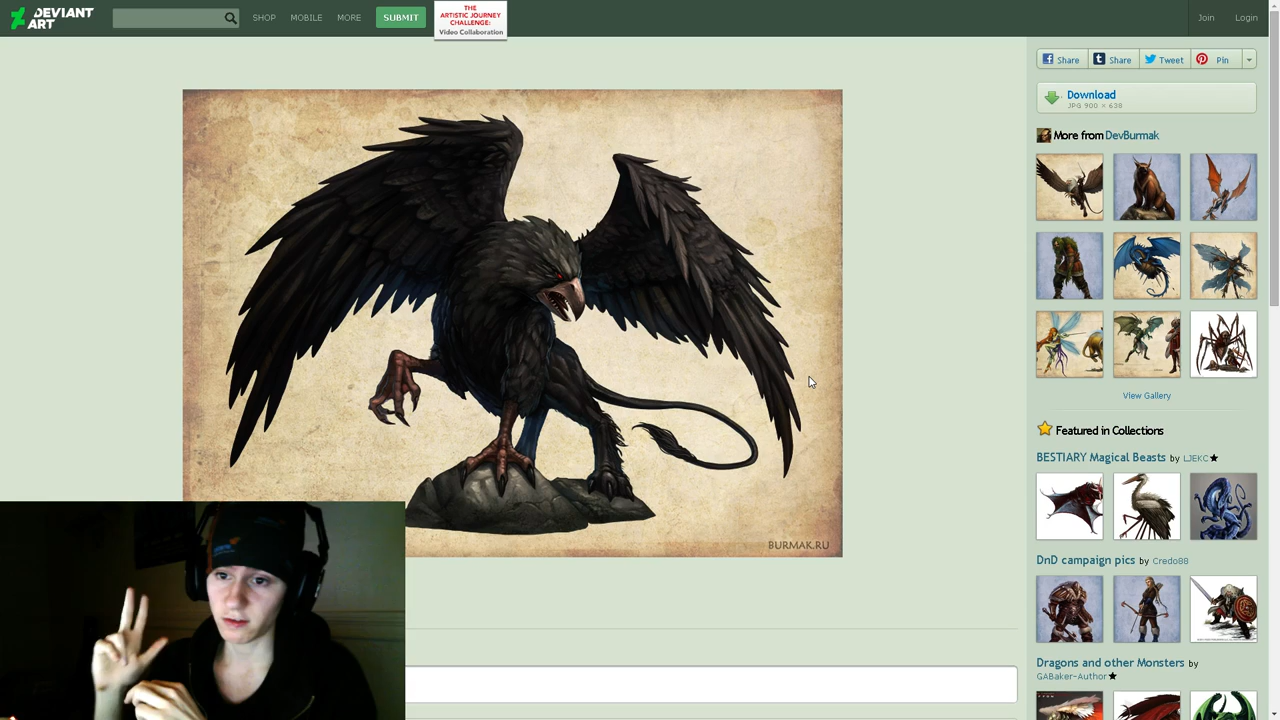 DEVIANT
ART
SHOP
MOBILE
MORE
SUBMIT
THE
ARTISTIC JOURNEY
CHALLENGE:
Video Collaboration
Join
Login
Share
Share
Tweet
Pin
Download
JPG 900 × 638
More from DevBurmak
View Gallery
Featured in Collections
BESTIARY Magical Beasts by LJEKC★
DnD campaign pics by Credo88
Dragons and other Monsters by
GABaker-Author★
BURMAK.RU